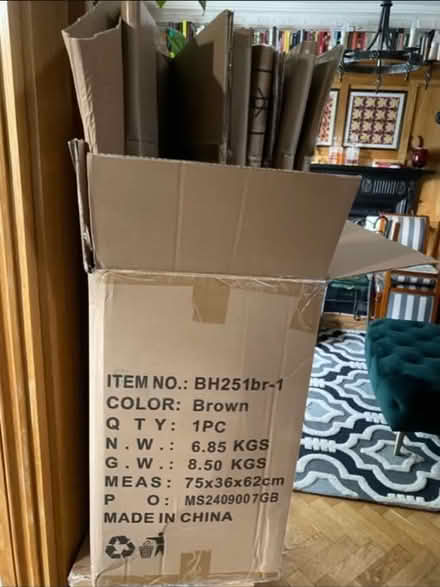 ITEM NO.: BH251br-1
COLOR: Brown
Q T Y: 1PC
N . W . : 6.85 KGS
G . W . : 8.50 KGS
MEAS : 75x36x62cm
P O: MS2409007GB
MADE IN CHINA